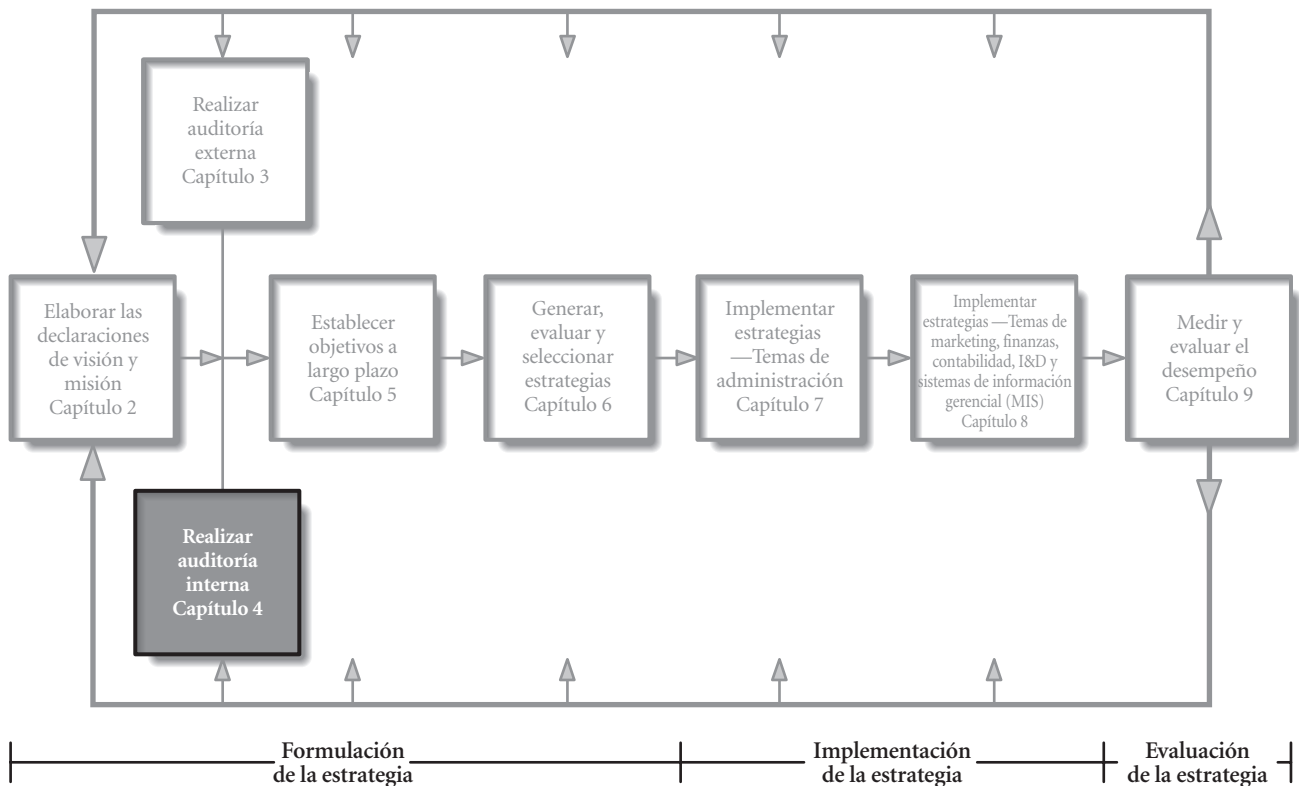 Realizar
auditoría
externa
Capítulo 3
Elaborar las
declaraciones
de visión y
misión
Capítulo 2
Establecer
objetivos a
largo plazo
Capítulo 5
Generar,
evaluar y
seleccionar
estrategias
Capítulo 6
Implementar
estrategias
—Temas de
administración
Capítulo 7
Implementar
estrategias —Temas de
marketing, finanzas,
contabilidad, I&D y
sistemas de información
gerencial (MIS)
Capítulo 8
Medir y
evaluar el
desempeño
Capítulo 9
Realizar
auditoría
interna
Capítulo 4
Formulación
de la estrategia
Implementación
de la estrategia
Evaluación
de la estrategia